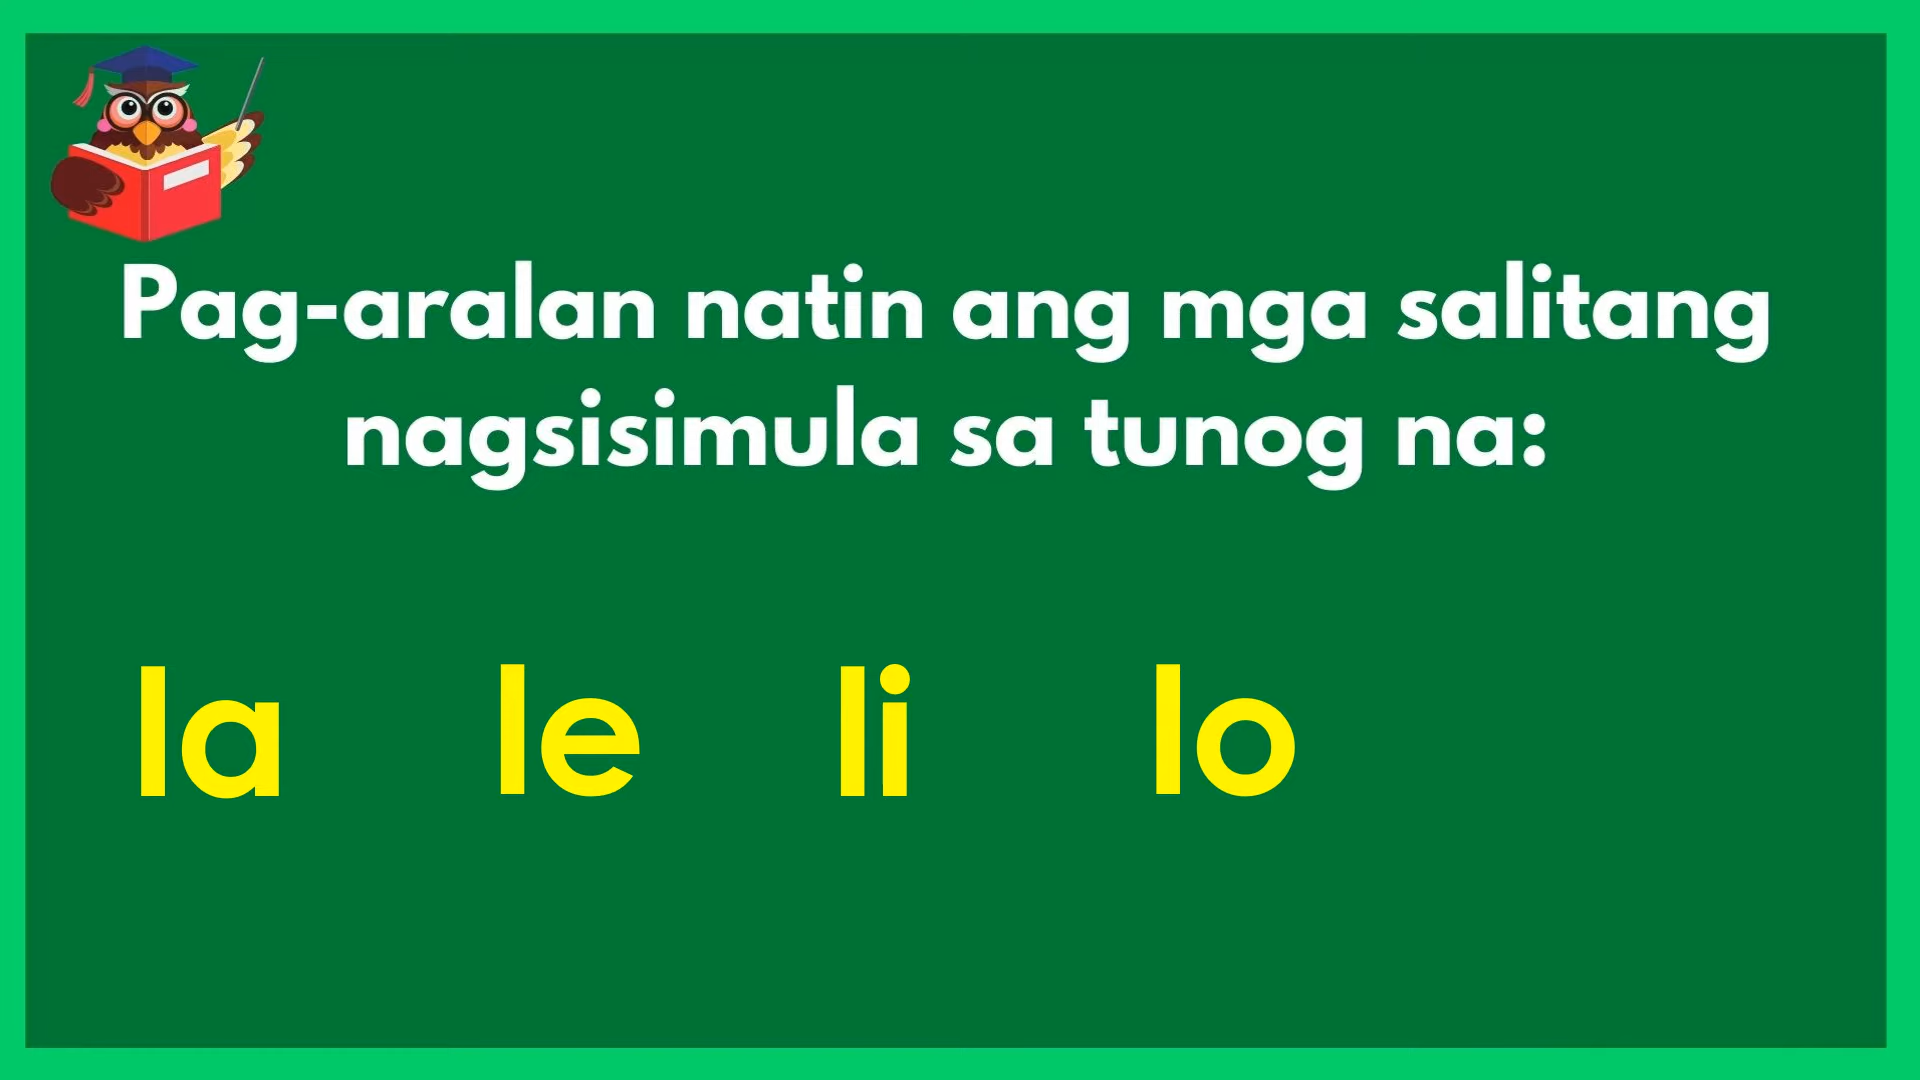 Pag-aralan natin ang mga salitang
nagsisimula sa tunog na:
la le li lo